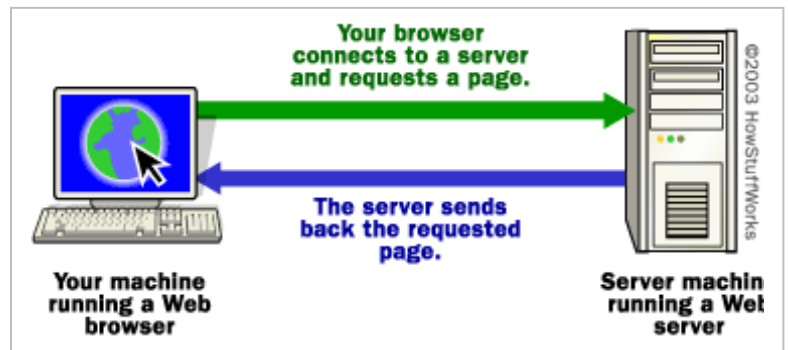 Your browser
connects to a server
and requests a page.
©2003 HowStuffWorks
The server sends
back the requested
page.
Your machine
running a Web
browser
Server machin
running a Web
server